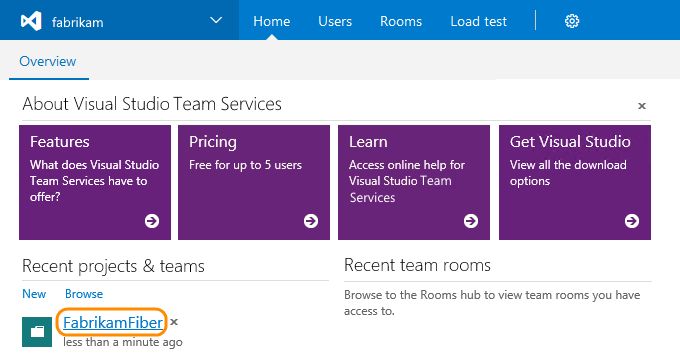 fabrikam
Home Users Rooms Load test
Overview
About Visual Studio Team Services
×
Features
What does Visual Studio
Team Services have to
offer?
Pricing
Free for up to 5 users
Learn
Access online help for
Visual Studio Team
Services
Get Visual Studio
View all the download
options
Recent projects & teams
New Browse
FabrikamFiber ×
less than a minute ago
Recent team rooms
Browse to the Rooms hub to view team rooms you have
access to.